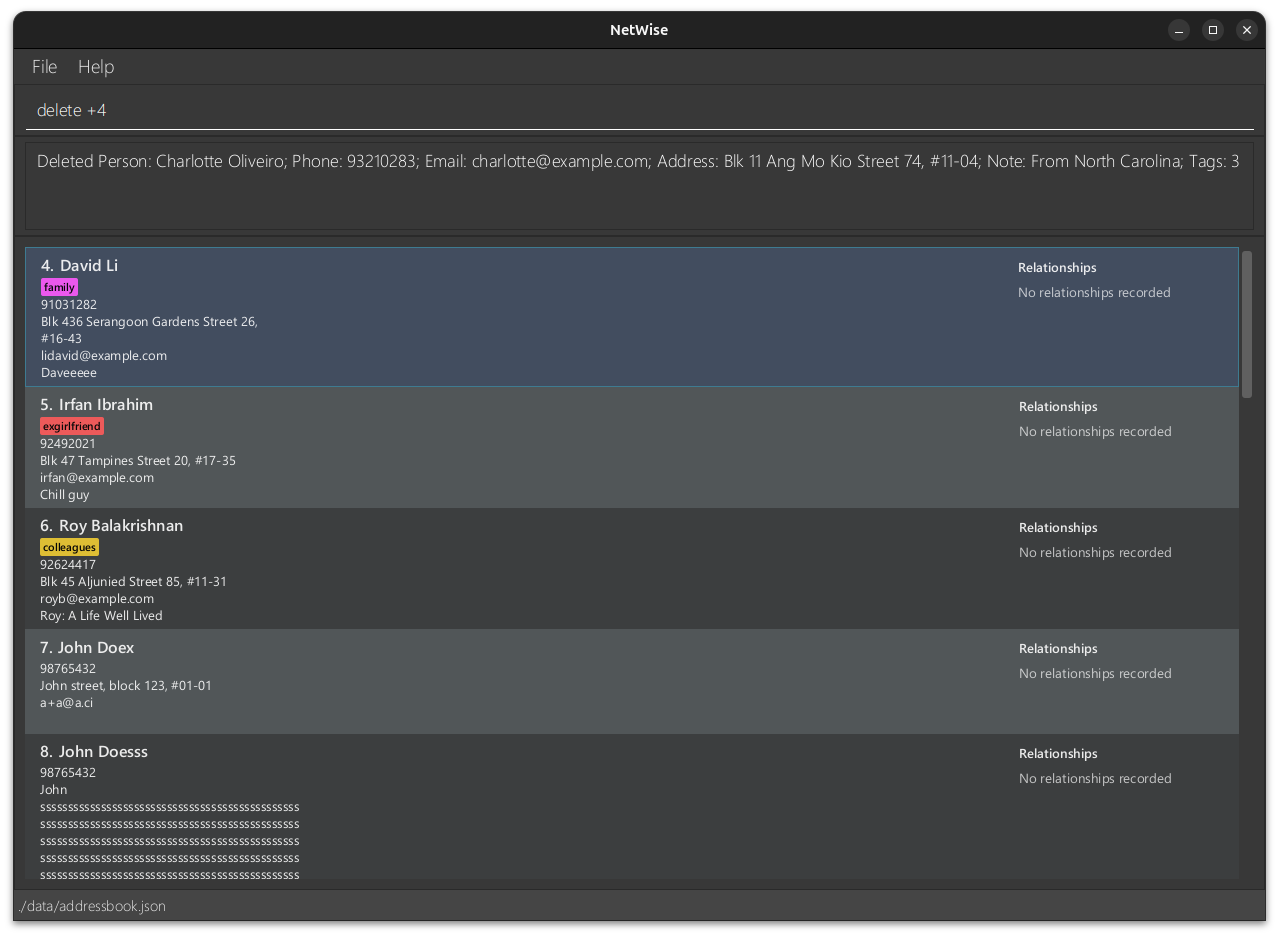 NetWise
File Help
delete +4
Deleted Person: Charlotte Oliveiro; Phone: 93210283; Email: charlotte@example.com; Address: Blk 11 Ang Mo Kio Street 74, #11-04; Note: From North Carolina; Tags: 3
4. David Li
family
91031282
Blk 436 Serangoon Gardens Street 26,
#16-43
lidavid@example.com
Daveeeee
Relationships
No relationships recorded
5. Irfan Ibrahim
exgirlfriend
92492021
Blk 47 Tampines Street 20, #17-35
irfan@example.com
Chill guy
Relationships
No relationships recorded
6. Roy Balakrishnan
colleagues
92624417
Blk 45 Aljunied Street 85, #11-31
royb@example.com
Roy: A Life Well Lived
Relationships
No relationships recorded
7. John Doex
98765432
John street, block 123, #01-01
a+a@a.ci
Relationships
No relationships recorded
8. John Doesss
98765432
John
ssssssssssssssssssssssssssssssssssssssssssssssss
ssssssssssssssssssssssssssssssssssssssssssssssss
ssssssssssssssssssssssssssssssssssssssssssssssss
ssssssssssssssssssssssssssssssssssssssssssssssss
ssssssssssssssssssssssssssssssssssssssssssssssss
Relationships
No relationships recorded
./data/addressbook.json